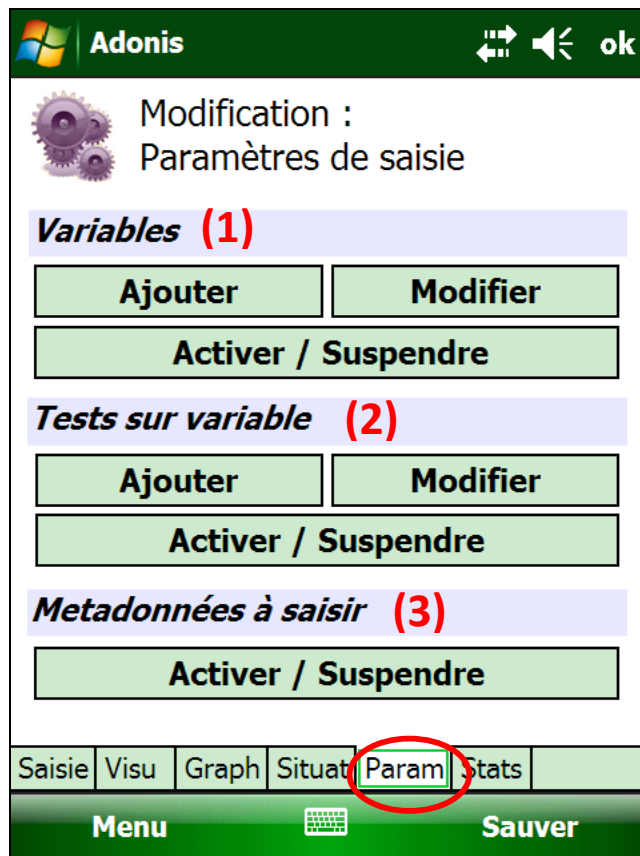 Adonis ok
Modification :
Paramètres de saisie
Variables (1)
Ajouter Modifier
Activer / Suspendre
Tests sur variable (2)
Ajouter Modifier
Activer / Suspendre
Metadonnées à saisir (3)
Activer / Suspendre
Saisie Visu Graph Situat Param Stats
Menu Sauver